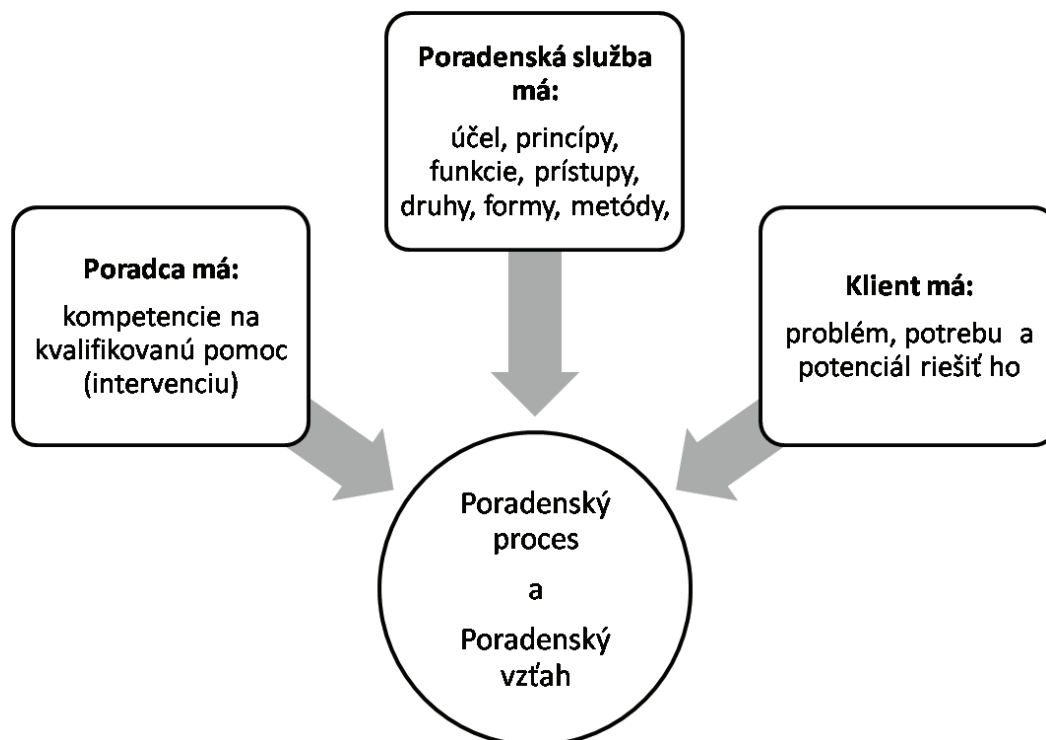 Poradenská služba
má:
účel, princípy,
funkcie, prístupy,
druhy, formy, metódy,
Poradca má:
kompetencie na
kvalifikovanú pomoc
(intervenciu)
Klient má:
problém, potrebu a
potenciál riešiť ho
Poradenský
proces
a
Poradenský
vzťah